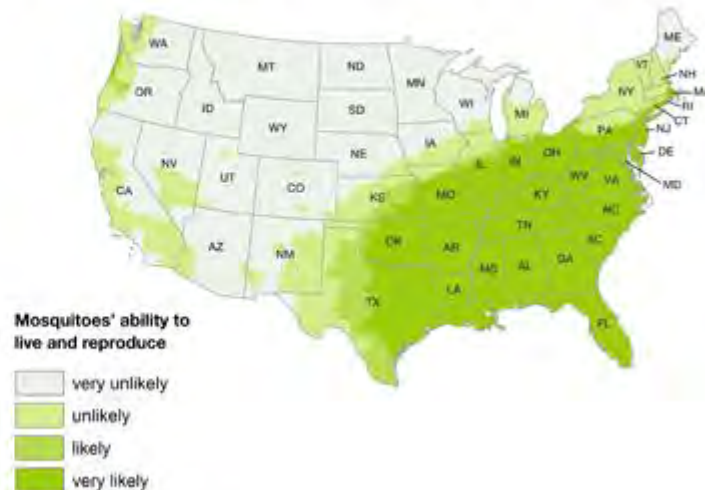 ME
WA
MT
ND
MN
VT
NH
MA
OR
ID
SD
WI
MI
NY
RI
CT
WY
IA
PA
NJ
NE
OH
DE
NV
UT
IL
IN
MD
CO
WV
VA
CA
KS
MO
KY
NC
TN
OK
AR
SC
AZ
NM
MS
AL
GA
TX
LA
FL
Mosquitoes' ability to
live and reproduce
very unlikely
unlikely
likely
very likely